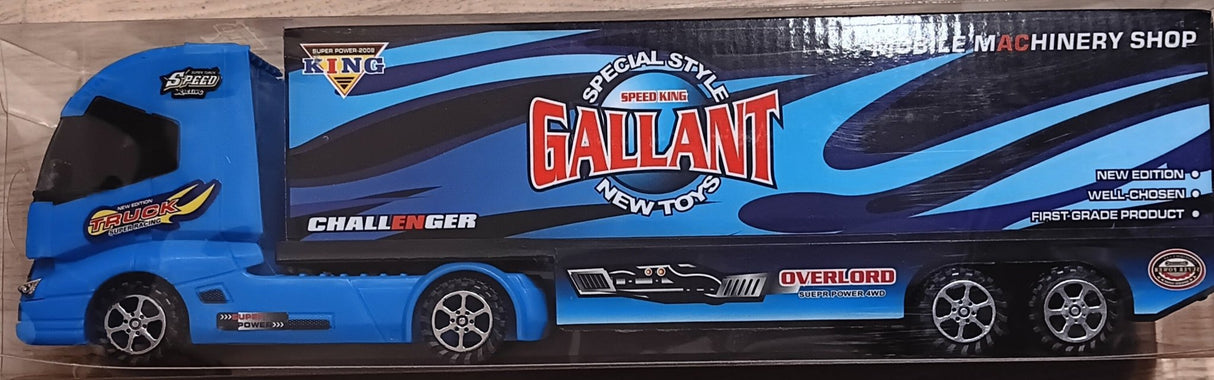 SUPER POWER-2008
KING
MOBILE MACHINERY SHOP
SPECIAL STYLE
SPEED KING
GALLANT
NEW TOYS
SPEED
RACING
NEW EDITION
TRUCK
SUPER RACING
CHALLENGER
NEW EDITION
WELL-CHOSEN
FIRST-GRADE PRODUCT
OVERLORD
SUEPR POWER 4WD
>>>SUPER
POWER>>>